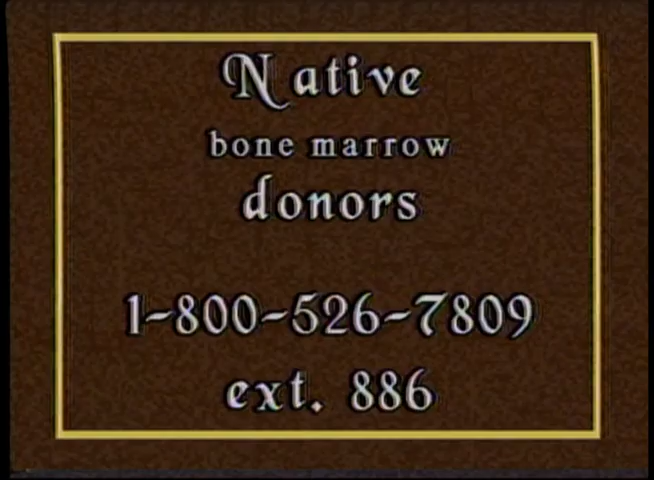 Native
bone marrow
donors
1-800-526-7809
ext. 886